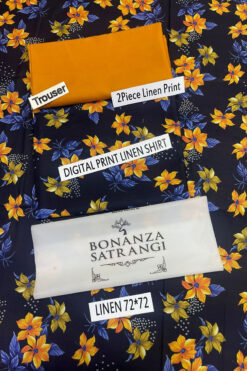 Trouser
2Piece Linen Print
DIGITAL PRINT LINEN SHIRT
BONANZA
SATRANGI
LINEN 72*72